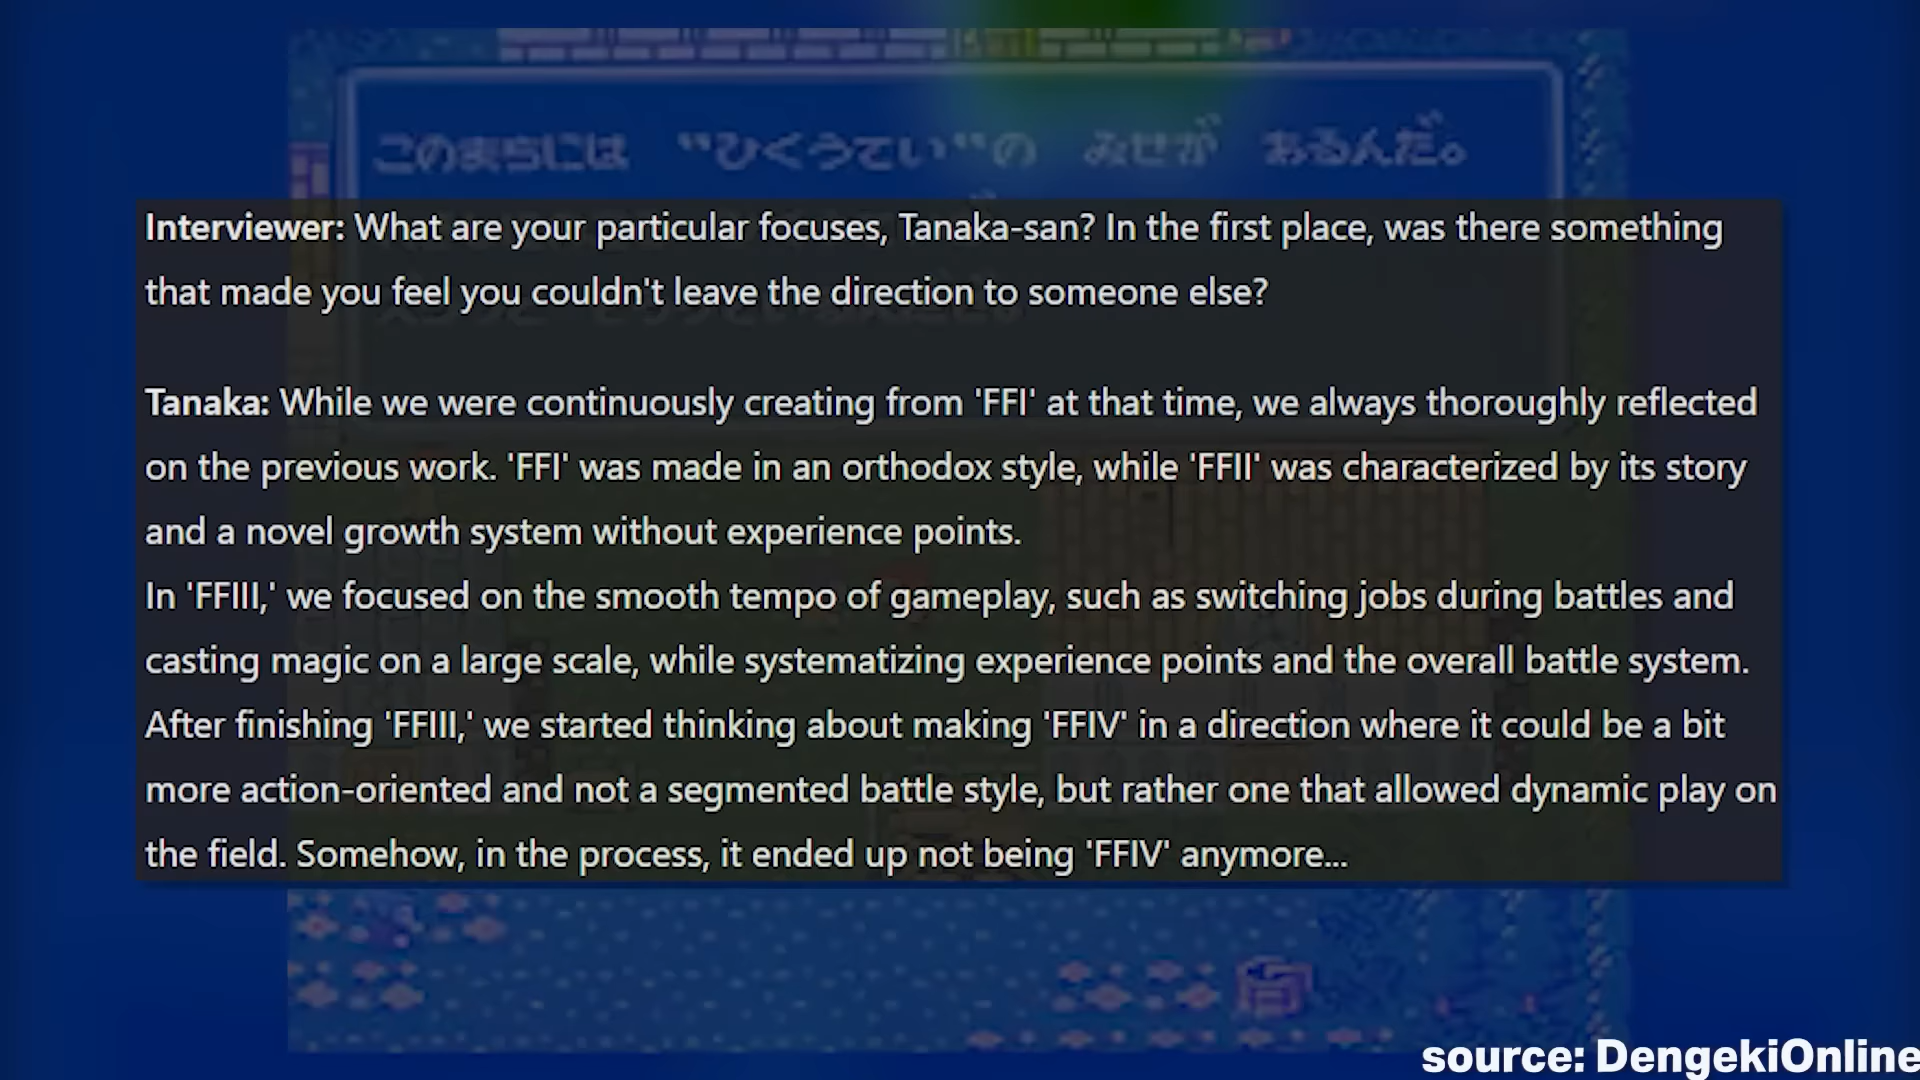 このまちには “ひくうてい”の みせが あるんだ。
Interviewer: What are your particular focuses, Tanaka-san? In the first place, was there something
that made you feel you couldn't leave the direction to someone else?
Tanaka: While we were continuously creating from 'FFI' at that time, we always thoroughly reflected
on the previous work. 'FFI' was made in an orthodox style, while 'FFII' was characterized by its story
and a novel growth system without experience points.
In 'FFIII,' we focused on the smooth tempo of gameplay, such as switching jobs during battles and
casting magic on a large scale, while systematizing experience points and the overall battle system.
After finishing 'FFIII,' we started thinking about making 'FFIV' in a direction where it could be a bit
more action-oriented and not a segmented battle style, but rather one that allowed dynamic play on
the field. Somehow, in the process, it ended up not being 'FFIV' anymore...
source: DengekiOnline